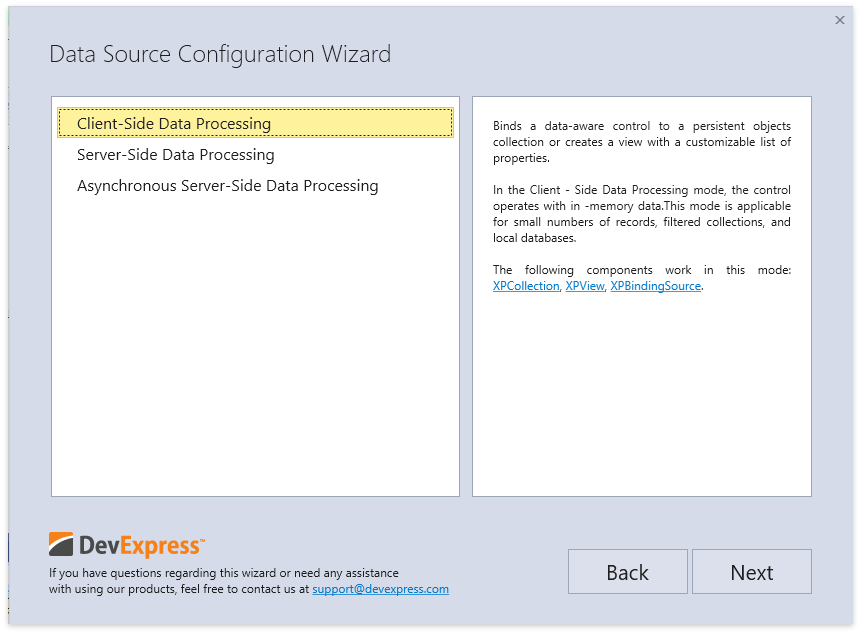 Data Source Configuration Wizard
Client-Side Data Processing
Server-Side Data Processing
Asynchronous Server-Side Data Processing
Binds a data-aware control to a persistent objects
collection or creates a view with a customizable list of
properties.
In the Client - Side Data Processing mode, the control
operates with in -memory data.This mode is applicable
for small numbers of records, filtered collections, and
local databases.
The following components work in this mode:
XPCollection, XPView, XPBindingSource.
DevExpress™
If you have questions regarding this wizard or need any assistance
with using our products, feel free to contact us at support@devexpress.com
Back
Next